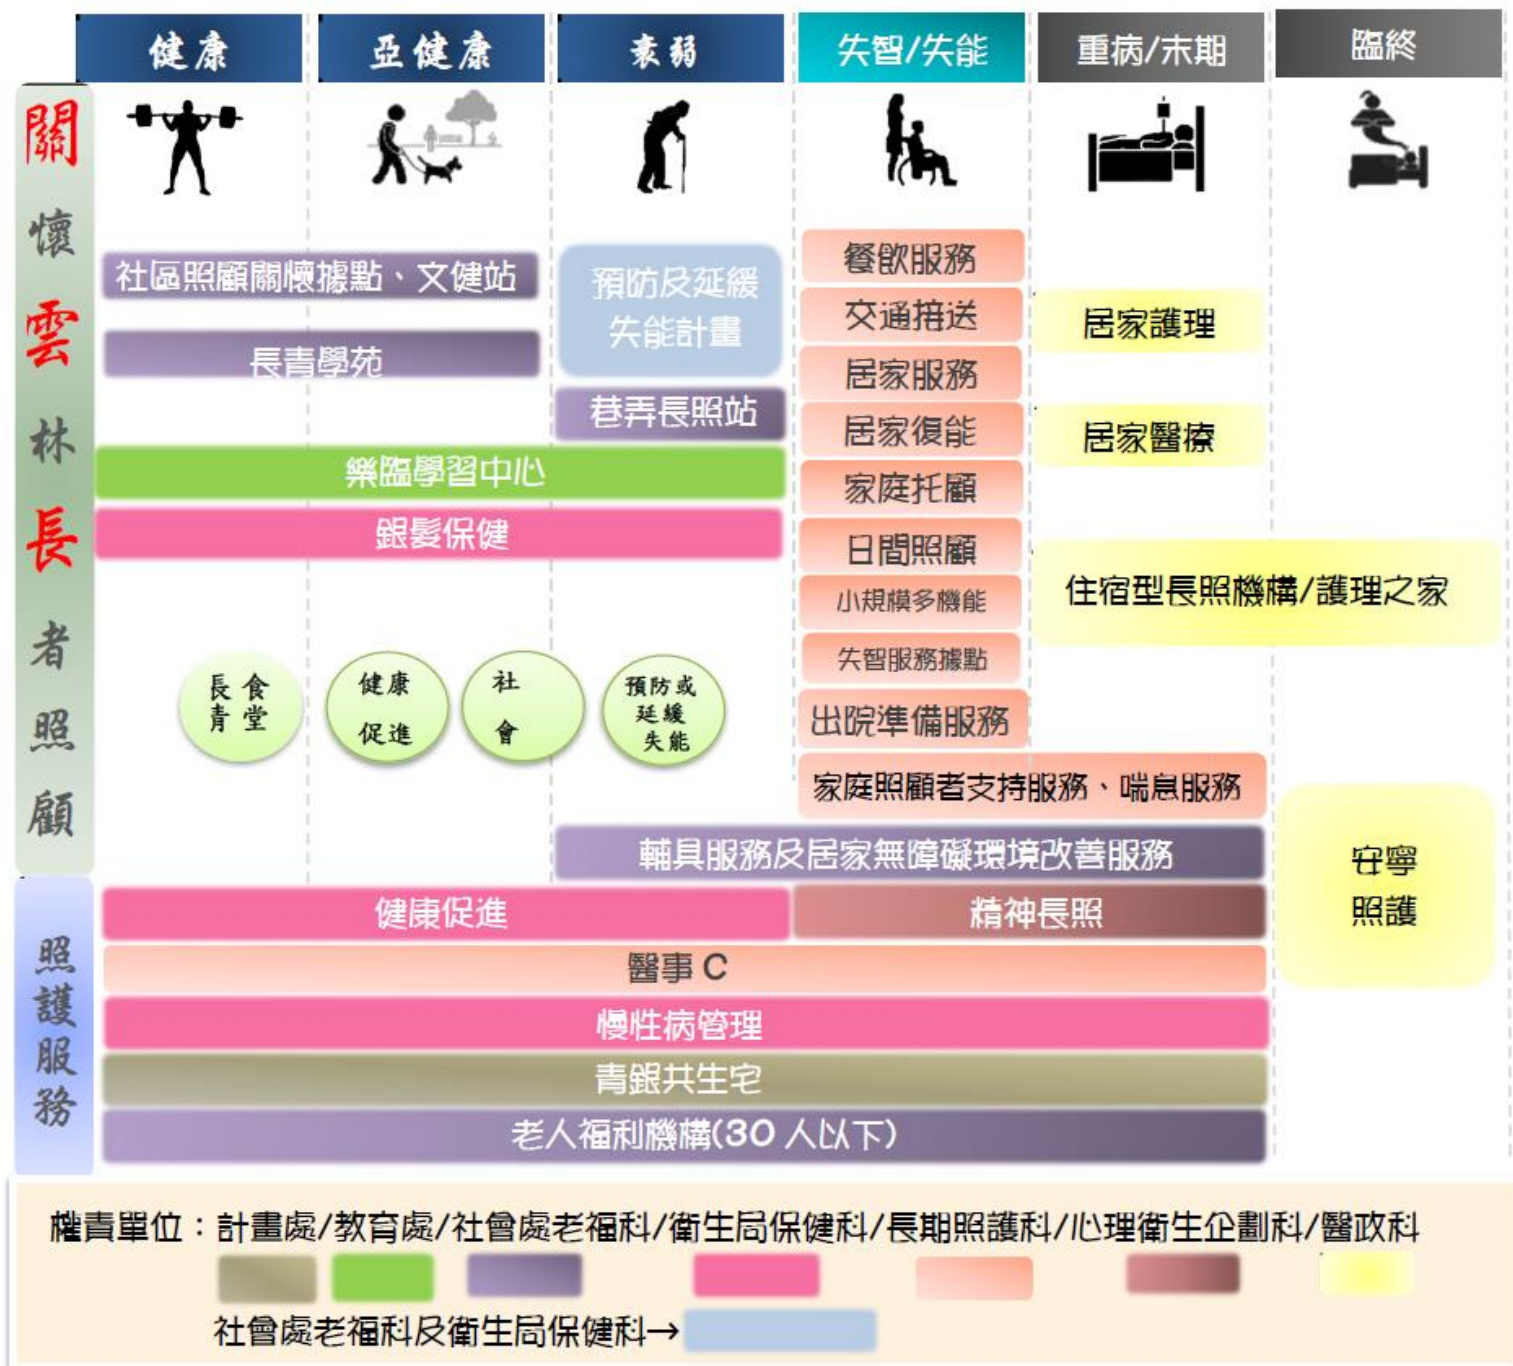 健康
亞健康
衰弱
失智/失能
重病/末期
臨終
關懷雲林長者照顧
照護服務
社區照顧關懷據點、文健站
長青學苑
預防及延緩
失能計畫
巷弄長照站
樂臨學習中心
銀髮保健
長食
青堂
健康
促進
社
會
預防或
延緩
失能
餐飲服務
交通接送
居家服務
居家復能
家庭托顧
日間照顧
小規模多機能
失智服務據點
出院準備服務
居家護理
居家醫療
住宿型長照機構/護理之家
家庭照顧者支持服務、喘息服務
輔具服務及居家無障礙環境改善服務
安寧
照護
健康促進
精神長照
醫事 C
慢性病管理
青銀共生宅
老人福利機構(30 人以下)
權責單位：計畫處/教育處/社會處老福科/衛生局保健科/長期照護科/心理衛生企劃科/醫政科
社會處老福科及衛生局保健科→